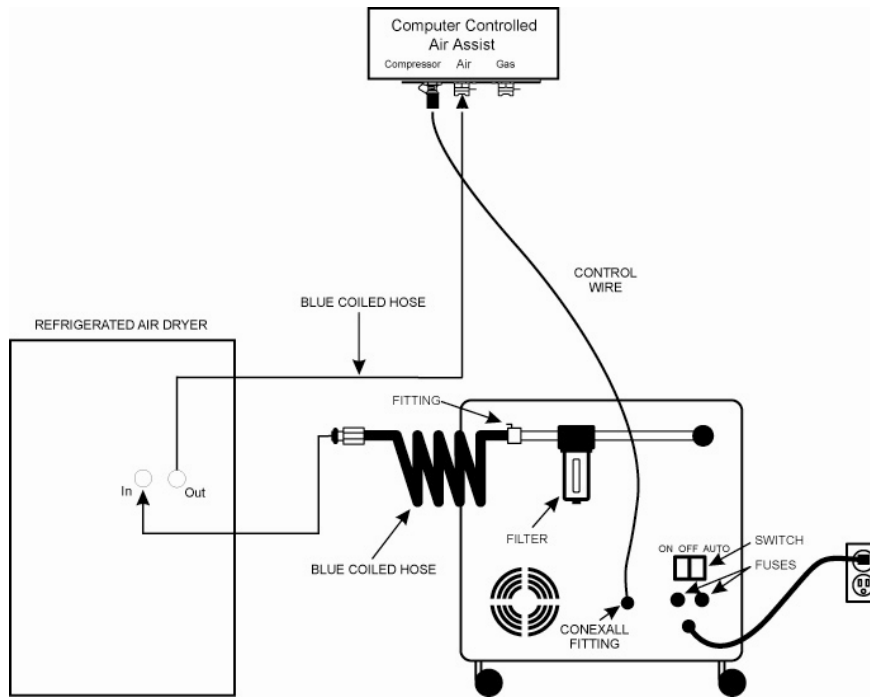 Computer Controlled
Air Assist
Compressor Air Gas
CONTROL
WIRE
BLUE COILED HOSE
REFRIGERATED AIR DRYER
FITTING
In
Out
FILTER
ON OFF AUTO
SWITCH
FUSES
BLUE COILED HOSE
CONEXALL
FITTING